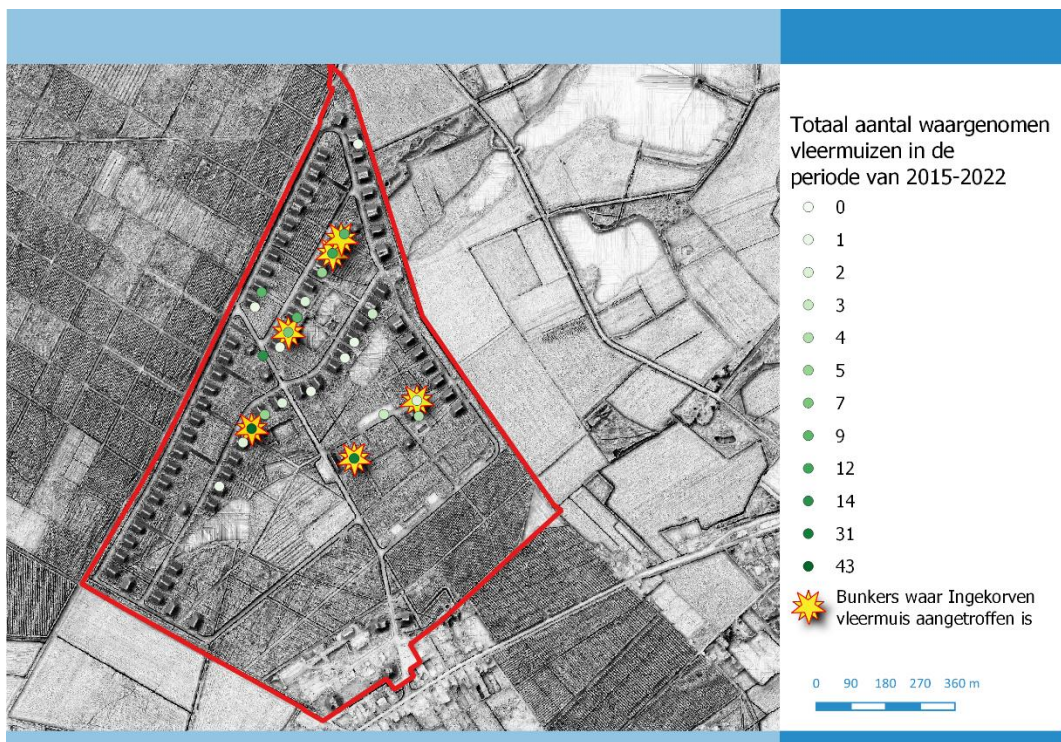 Totaal aantal waargenomen
vleermuizen in de
periode van 2015-2022
0
1
2
3
4
5
7
9
12
14
31
43
Bunkers waar Ingekorven
vleermuis aangetroffen is
0 90 180 270 360 m